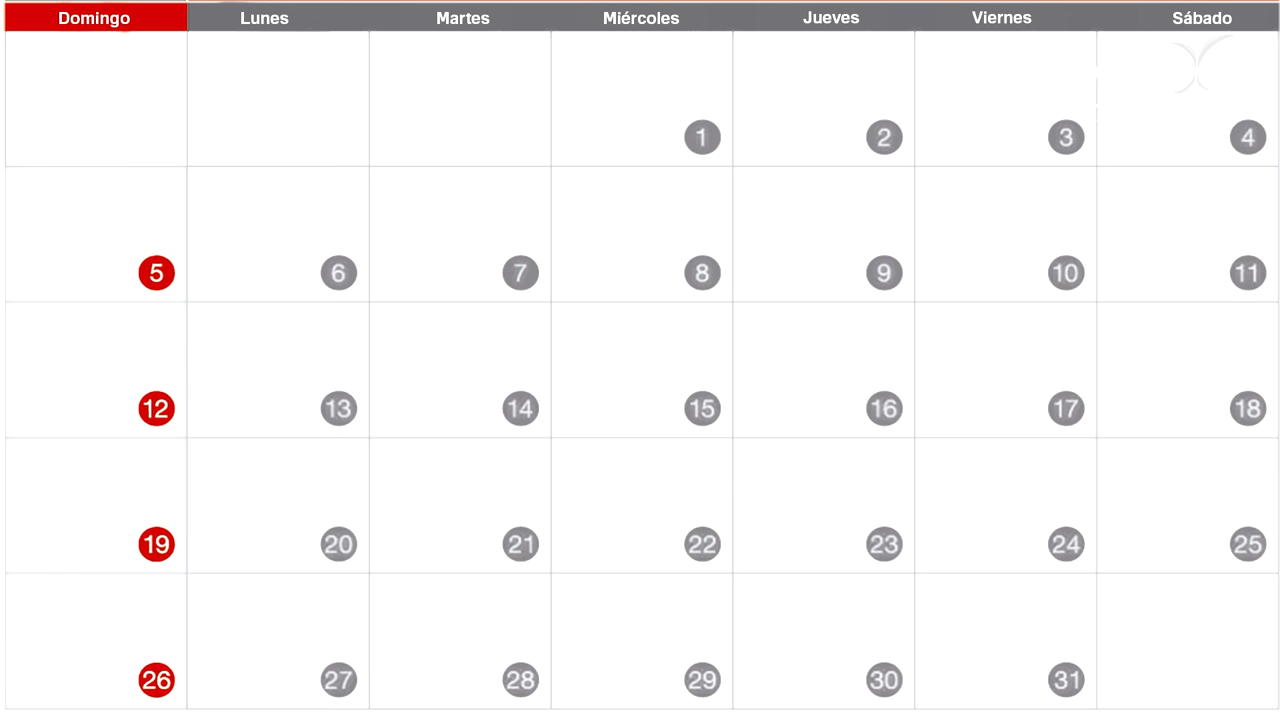 Domingo Lunes Martes Miércoles Jueves Viernes Sábado
1 2 3 4
5 6 7 8 9 10 11
12 13 14 15 16 17 18
19 20 21 22 23 24 25
26 27 28 29 30 31